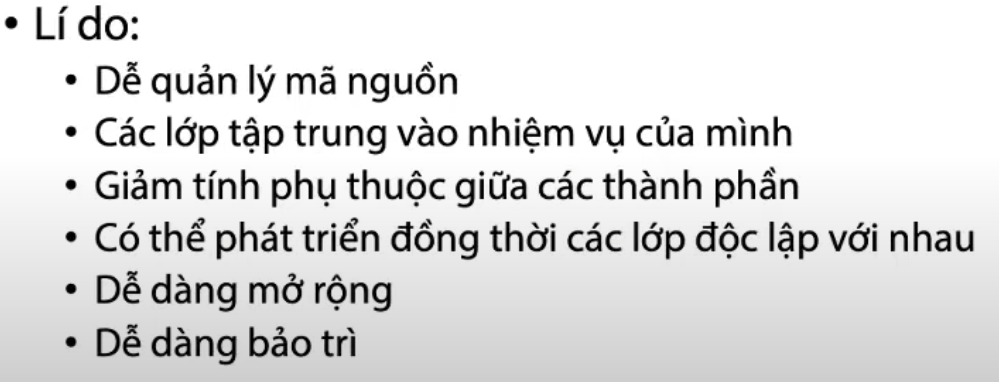 • Lí do:
• Dễ quản lý mã nguồn
• Các lớp tập trung vào nhiệm vụ của mình
• Giảm tính phụ thuộc giữa các thành phần
• Có thể phát triển đồng thời các lớp độc lập với nhau
• Dễ dàng mở rộng
• Dễ dàng bảo trì